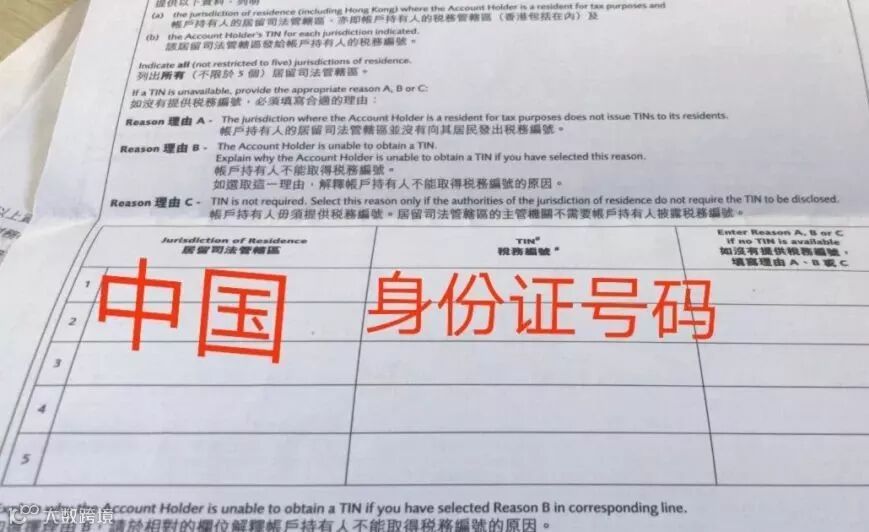 提供以下資料，列明
(a) the jurisdiction of residence (including Hong Kong) where the Account Holder is a resident for tax purposes and
帳戶持有人的居留司法管轄區，亦即帳戶持有人的稅務管轄區（香港包括在內）及
(b) the Account Holder's TIN for each jurisdiction indicated.
該居留司法管轄區發給帳戶持有人的稅務編號。
Indicate all (not restricted to five) jurisdictions of residence.
列出所有（不限於 5 個）居留司法管轄區。
If a TIN is unavailable, provide the appropriate reason A, B or C:
如沒有提供稅務編號，必須填寫合適的理由：
Reason 理由 A - The jurisdiction where the Account Holder is a resident for tax purposes does not issue TINs to its residents.
帳戶持有人的居留司法管轄區並沒有向其居民發出稅務編號。
Reason 理由 B - The Account Holder is unable to obtain a TIN.
Explain why the Account Holder is unable to obtain a TIN if you have selected this reason.
帳戶持有人不能取得稅務編號。
如選取這一理由，解釋帳戶持有人不能取得稅務編號的原因。
Reason 理由 C - TIN is not required. Select this reason only if the authorities of the jurisdiction of residence do not require the TIN to be disclosed.
帳戶持有人毋須提供稅務編號。居留司法管轄區的主管機關不需要帳戶持有人披露稅務編號。
Jurisdiction of Residence
居留司法管轄區
TIN#
稅務編號#
Enter Reason A, B or C
if no TIN is available
如沒有提供稅務編號，
填寫理由 A、B 或 C
1
中国 身份证号码
2
3
4
5
Account Holder is unable to obtain a TIN if you have selected Reason B in corresponding line.
請於相對的欄位解釋帳戶持有人不能取得稅務編號的原因。
大数跨境